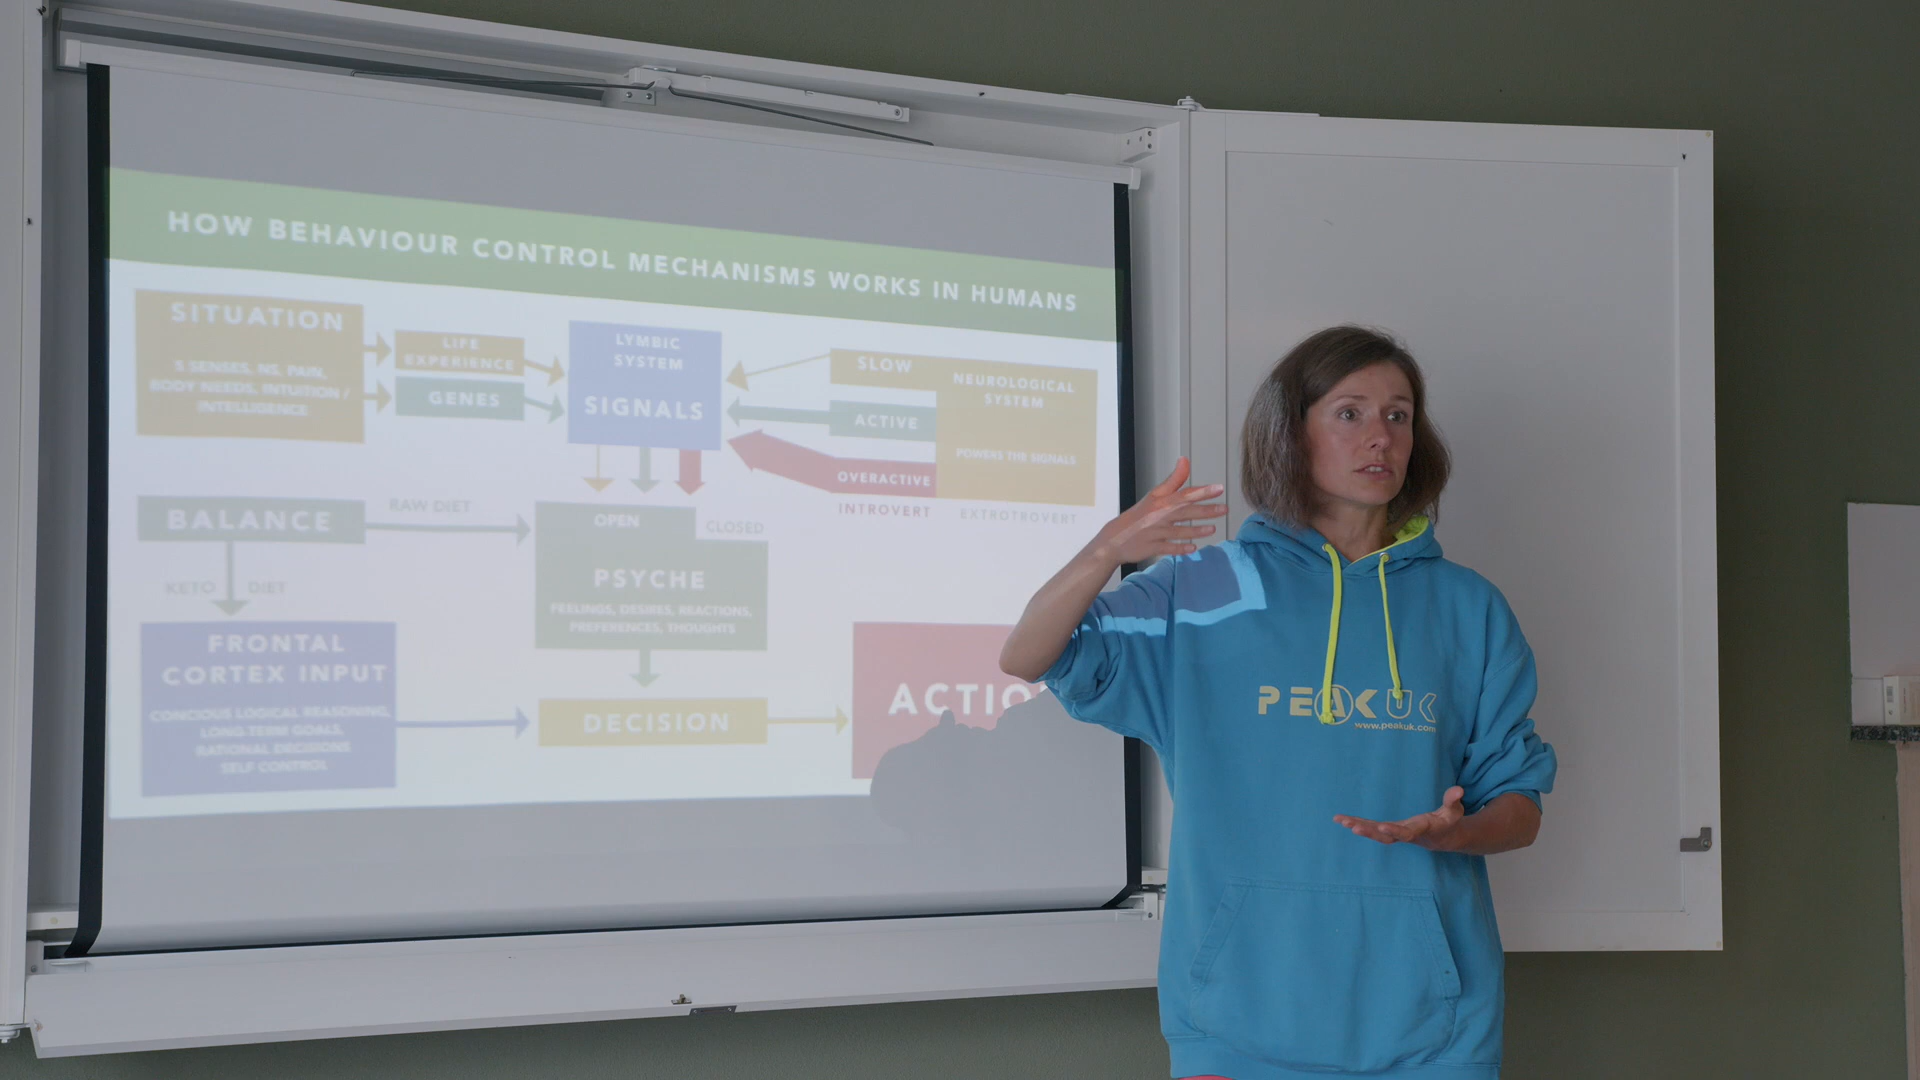 HOW BEHAVIOUR CONTROL MECHANISMS WORKS IN HUMANS
SITUATION
5 SENSES, NS, PAIN,
BODY NEEDS, INTUITION /
INTELLIGENCE
LIFE
EXPERIENCE
GENES
LYMBIC
SYSTEM
SIGNALS
SLOW
ACTIVE
OVERACTIVE
NEUROLOGICAL
SYSTEM
POWERS THE SIGNALS
INTROVERT
EXTROTROVERT
BALANCE
RAW DIET
KETO DIET
OPEN
CLOSED
PSYCHE
FEELINGS, DESIRES, REACTIONS,
PREFERENCES, THOUGHTS
FRONTAL
CORTEX INPUT
CONCIOUS LOGICAL REASONING,
LONG-TERM GOALS,
RATIONAL DECISIONS
SELF CONTROL
DECISION
ACTIO
PEAK UK
www.peakuk.com